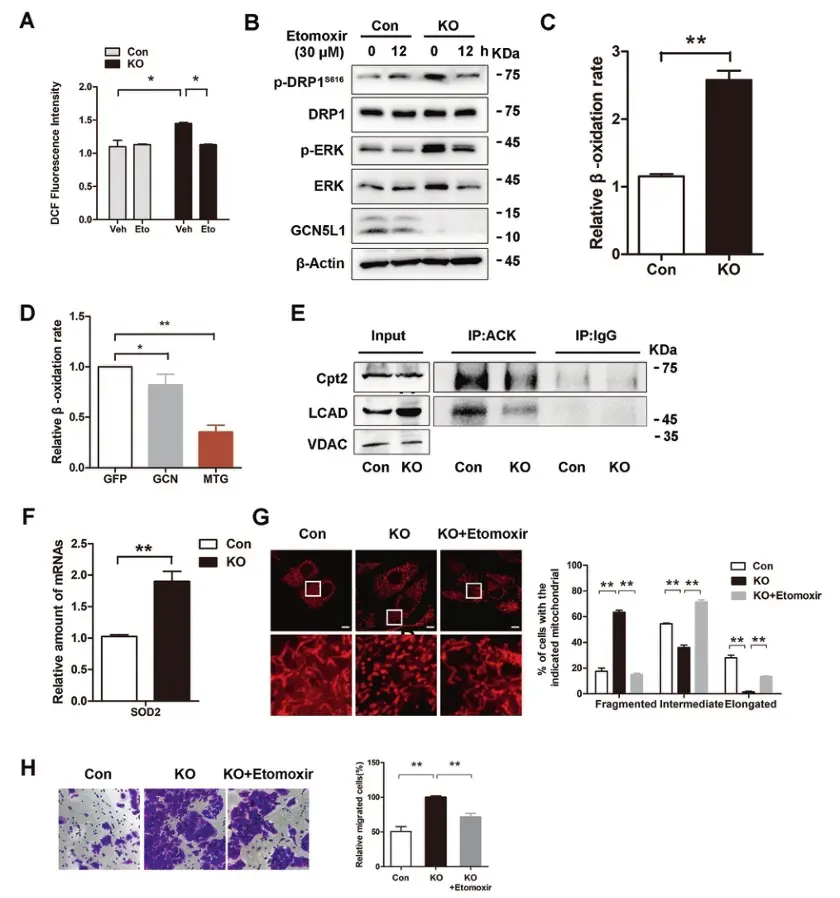 A
Con
KO
DCF Fluorescence Intensity
2.0
1.5
1.0
0.5
0.0
*
*
Veh Eto Veh Eto
B
Etomoxir
(30 μM)
Con KO
0 12 0 12 h KDa
p-DRP1S616 - 75
DRP1 - 75
p-ERK - 45
ERK - 45
GCN5L1 - 15
- 10
β-Actin - 45
C
Relative β -oxidation rate
3
2
1
0
**
Con KO
D
Relative β -oxidation rate
1.5
1.0
0.5
0.0
**
*
GFP GCN MTG
E
Input IP:ACK IP:IgG
KDa
Cpt2 - 75
LCAD - 45
VDAC - 35
Con KO Con KO Con KO
F
Relative amount of mRNAs
2.5
2.0
1.5
1.0
0.5
0.0
**
Con
KO
SOD2
G
Con KO KO+Etomoxir
% of cells with the
indicated mitochondrial
100
80
60
40
20
0
Con
KO
KO+Etomoxir
** ** ** ** ** **
Fragmented Intermediate Elongated
H
Con KO KO+Etomoxir
Relative migrated cells(%)
150
100
50
0
** **
Con KO KO
+Etomoxir